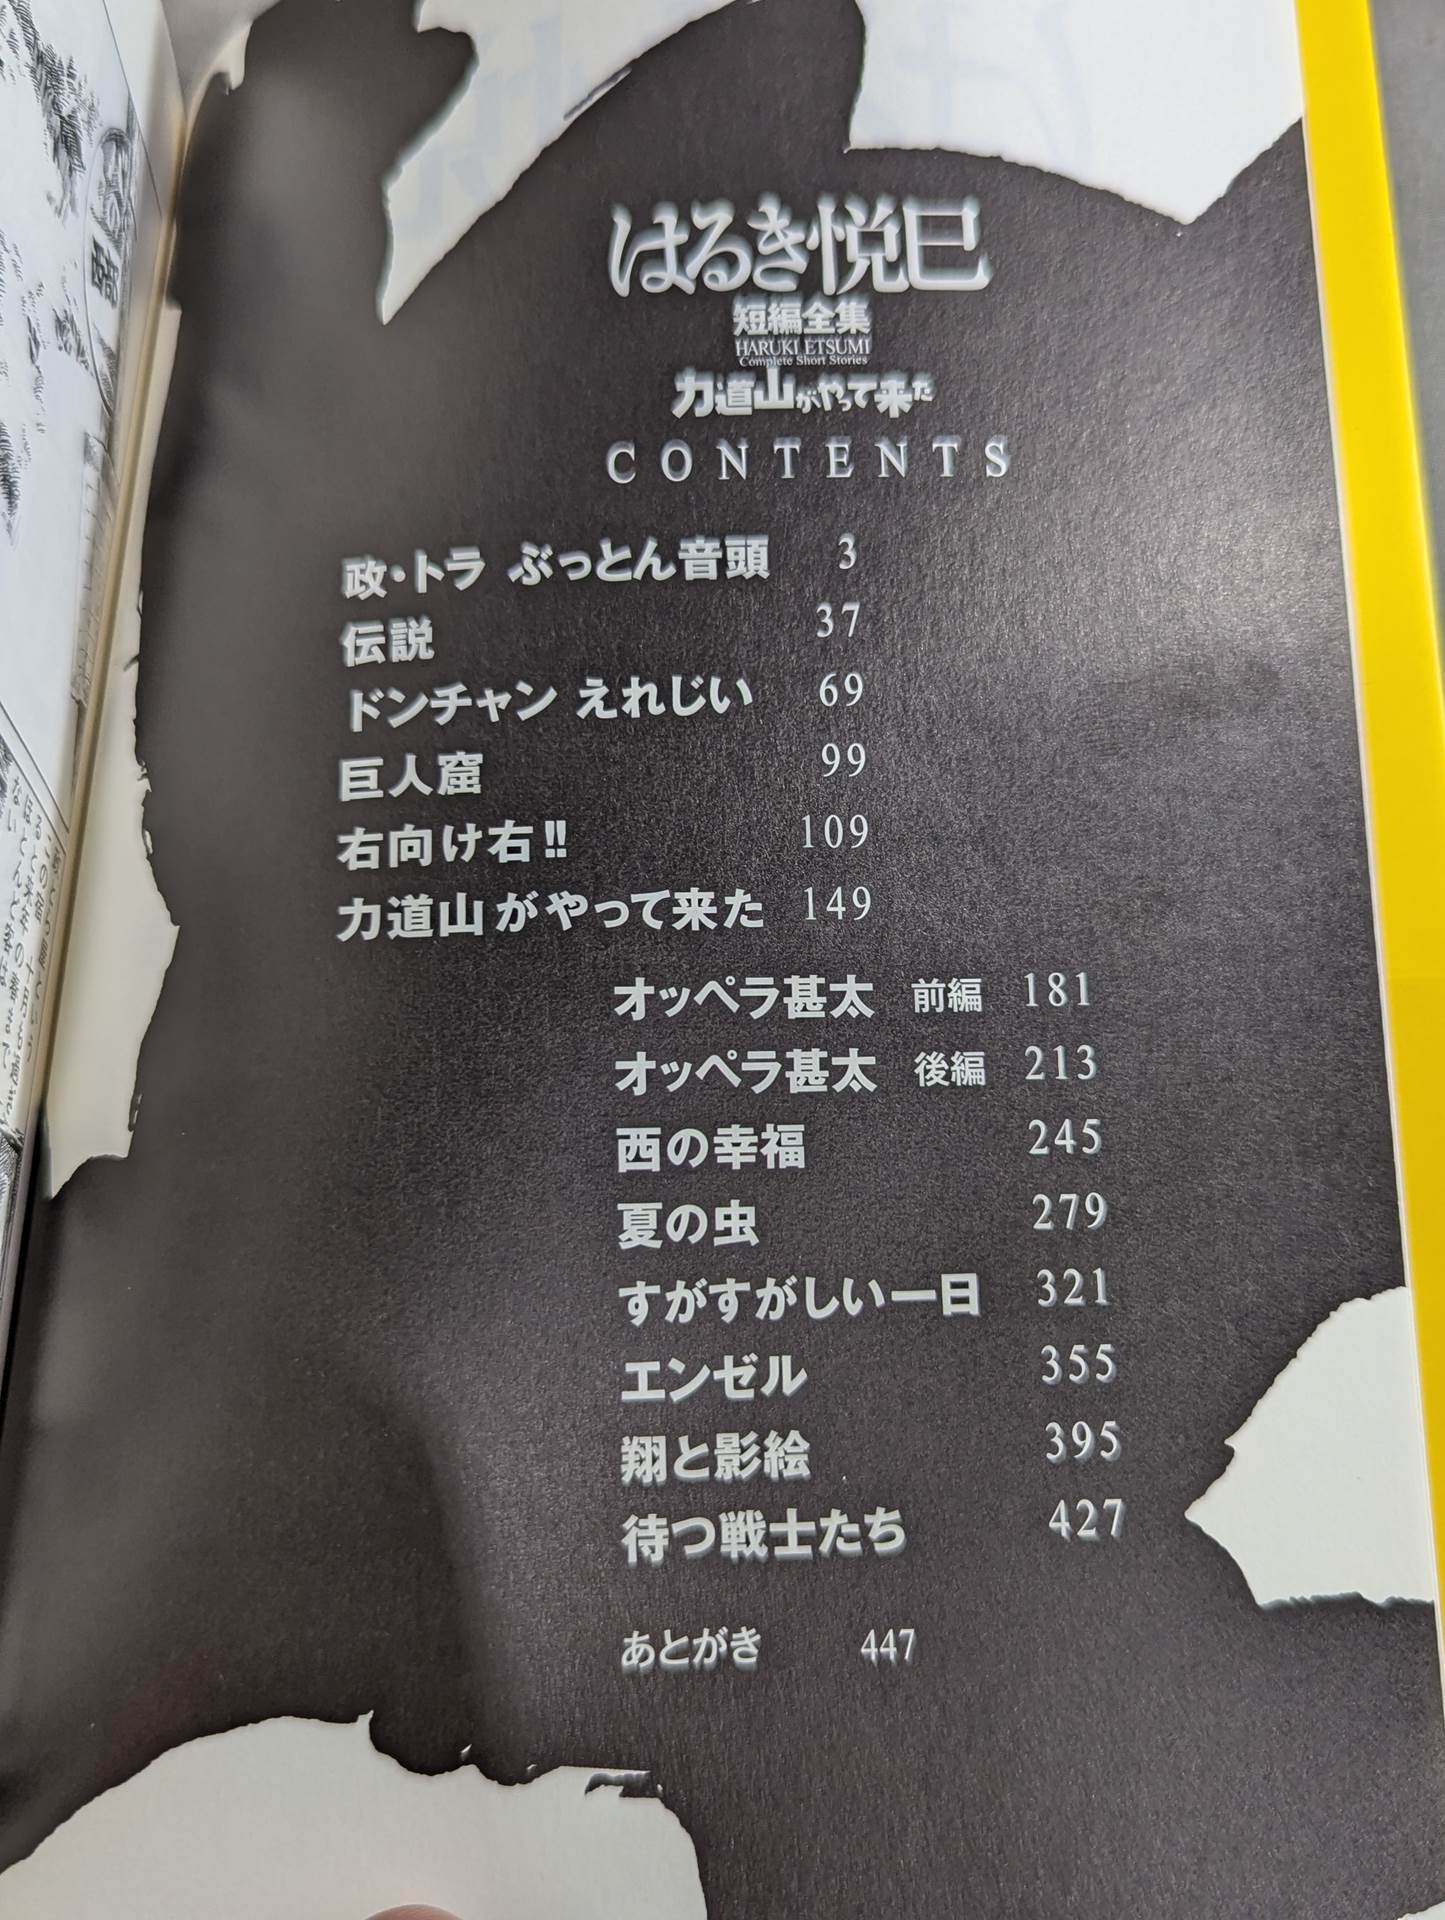 はるき悦巳
短編全集
HARUKI ETSUMI
Complete Short Stories
力道山がやって来た
CONTENTS
政・トラ ぶっとん音頭 3
伝説 37
ドンチャン えれじい 69
巨人窟 99
右向け右!! 109
力道山がやって来た 149
オッペラ甚太 前編 181
オッペラ甚太 後編 213
西の幸福 245
夏の虫 279
すがすがしい一日 321
エンゼル 355
翔と影絵 395
待つ戦士たち 427
あとがき 447